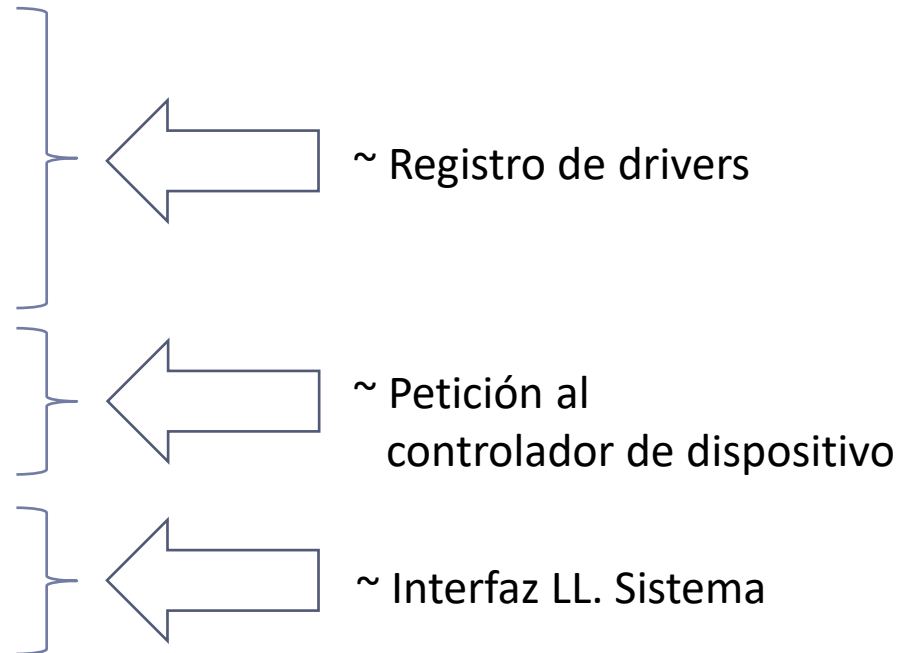 ~ Registro de drivers
~ Petición al
controlador de dispositivo
~ Interfaz LL. Sistema